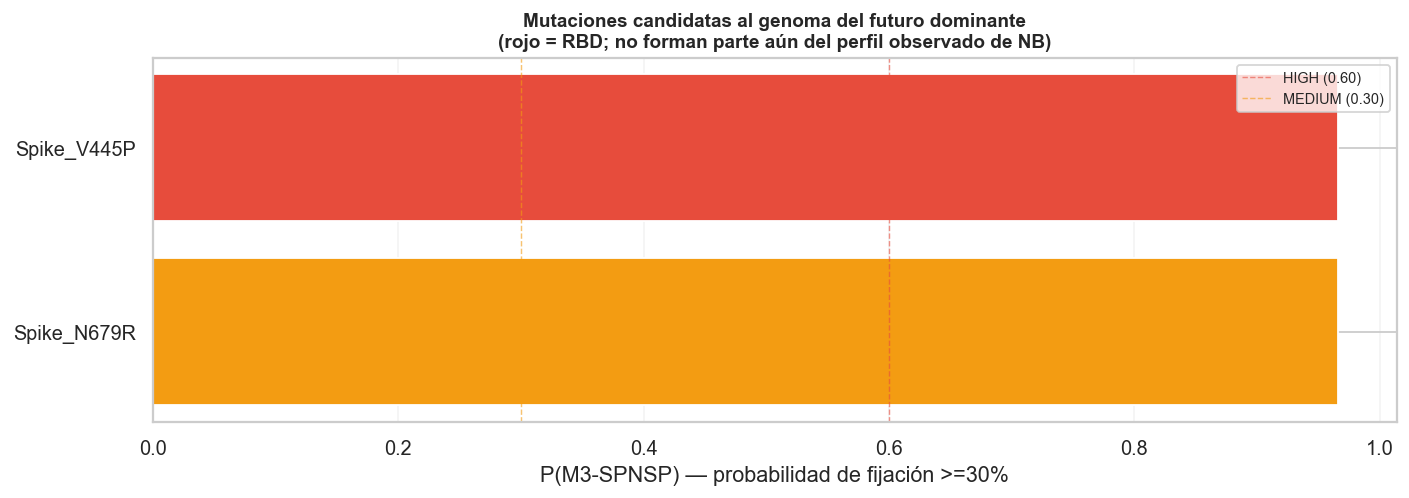 Mutaciones candidatas al genoma del futuro dominante
(rojo = RBD; no forman parte aún del perfil observado de NB)
HIGH (0.60)
MEDIUM (0.30)
Spike_V445P
Spike_N679R
0.0 0.2 0.4 0.6 0.8 1.0
P(M3-SPNSP) — probabilidad de fijación >=30%